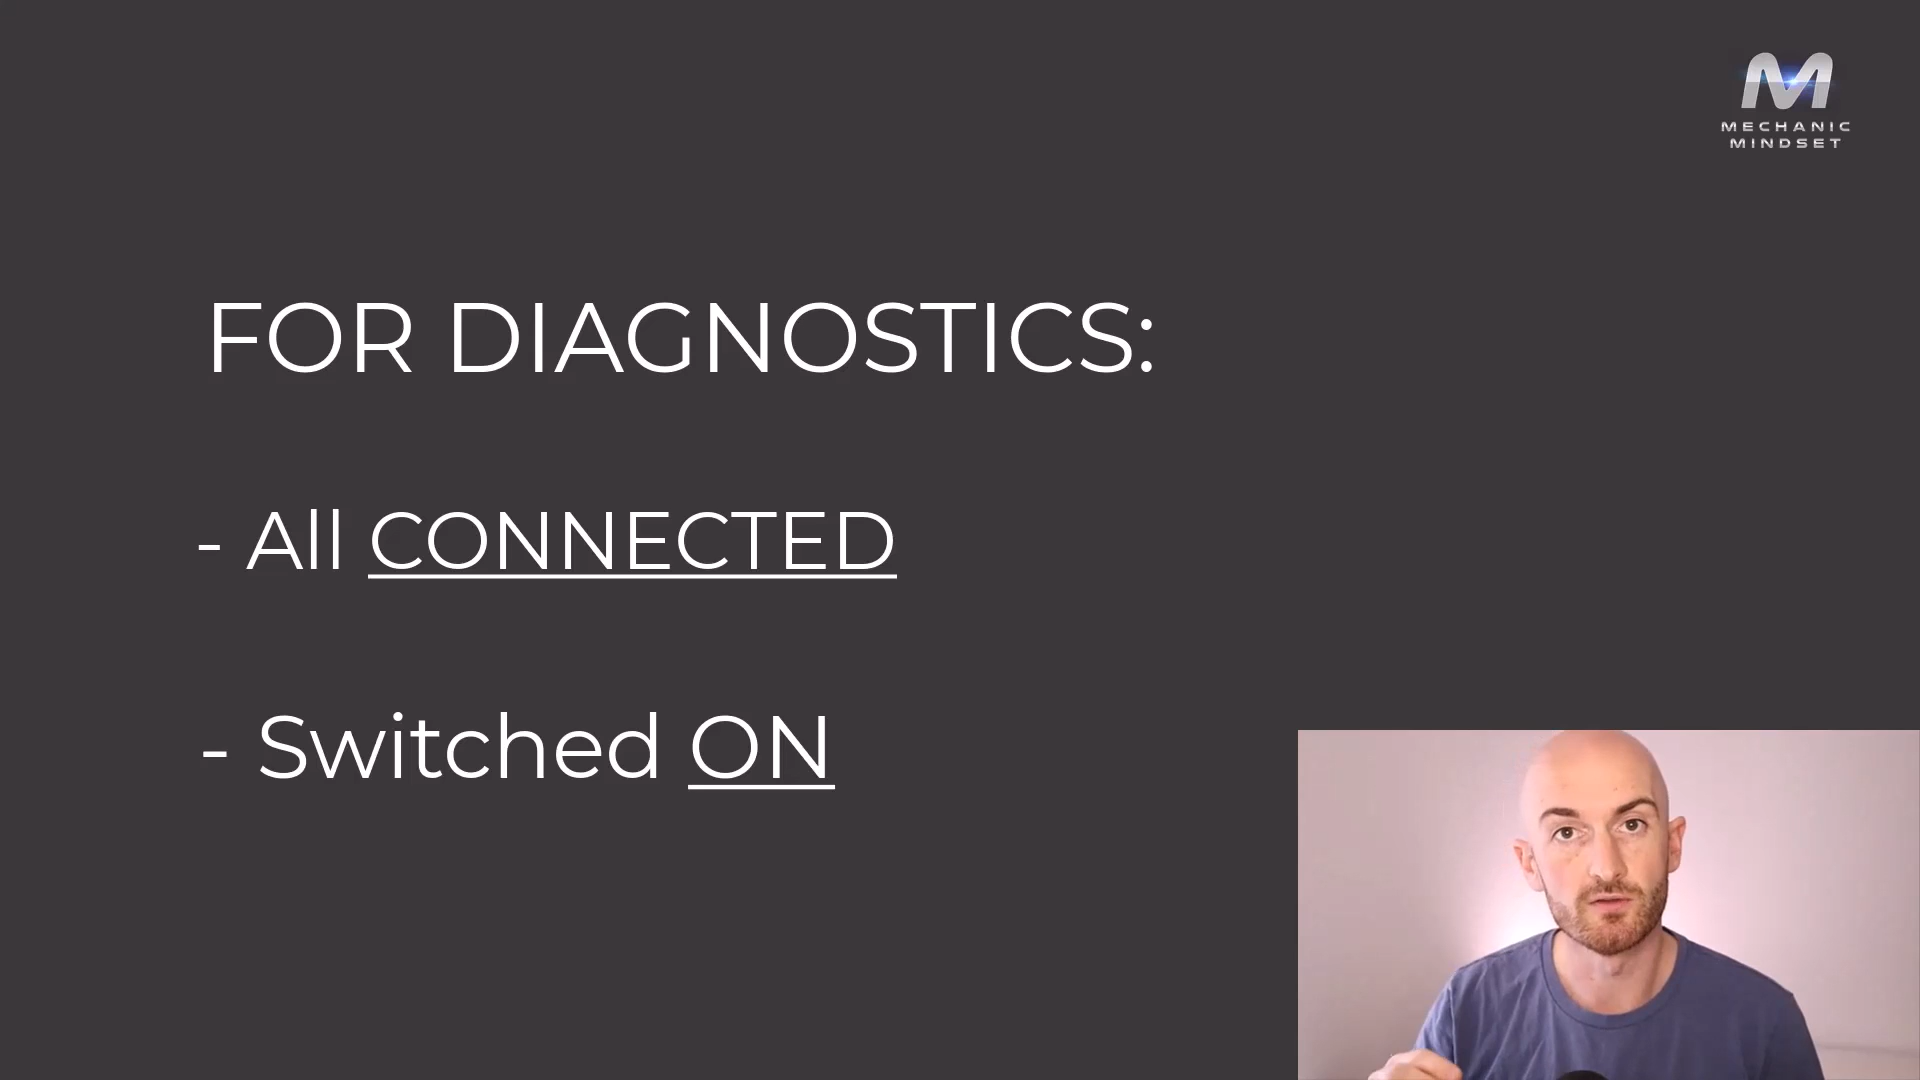 MECHANIC
MINDSET
FOR DIAGNOSTICS:
- All CONNECTED
- Switched ON